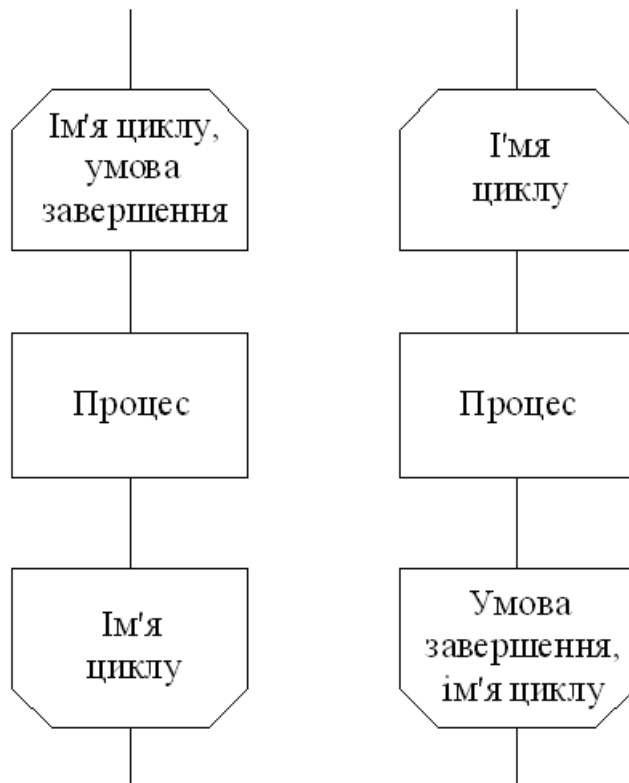 Ім'я циклу,
умова
завершення
Процес
Ім'я
циклу
І'мя
циклу
Процес
Умова
завершення,
ім'я циклу